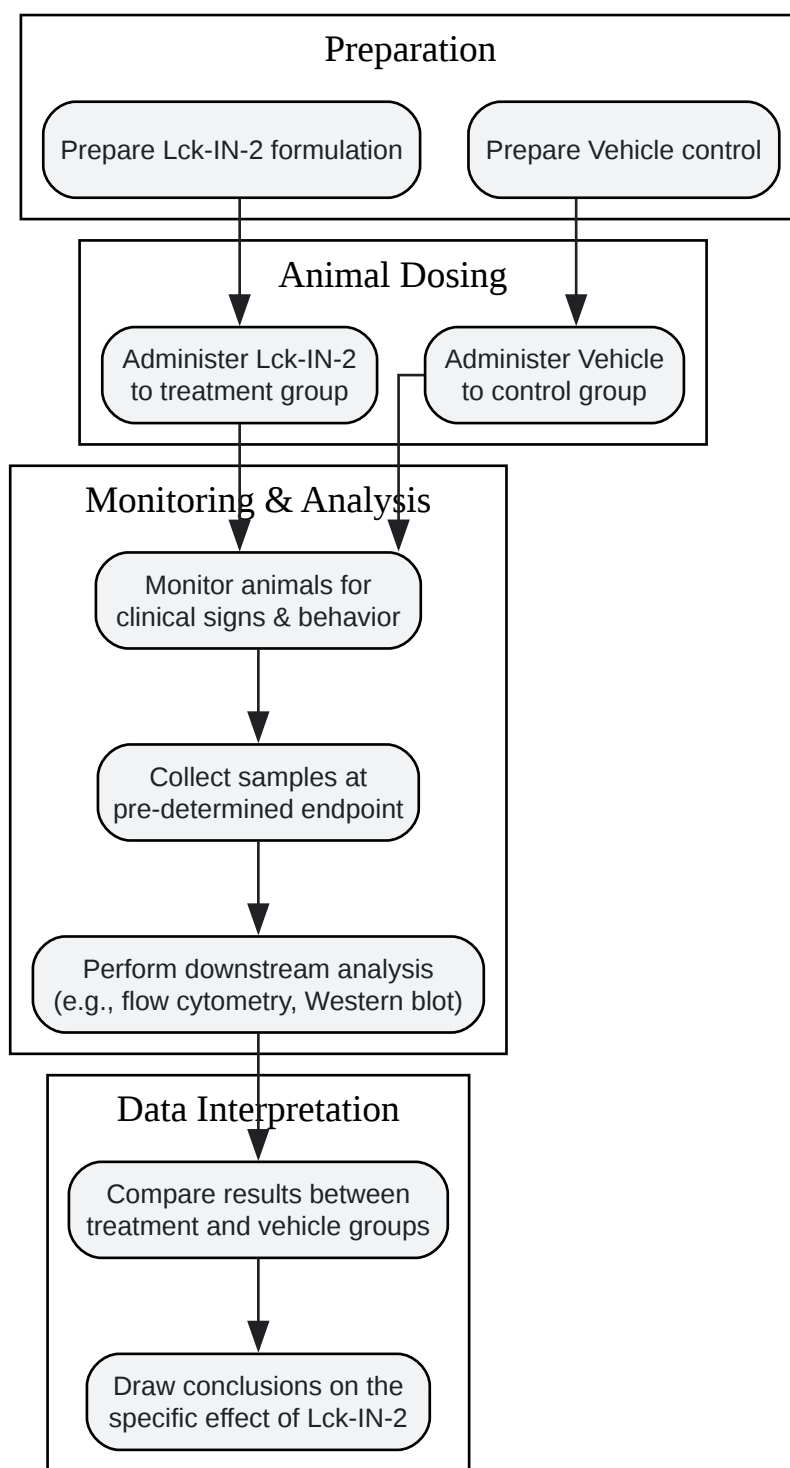 Preparation
Prepare Lck-IN-2 formulation
Prepare Vehicle control
Animal Dosing
Administer Lck-IN-2
to treatment group
Administer Vehicle
to control group
Monitoring & Analysis
Monitor animals for
clinical signs & behavior
Collect samples at
pre-determined endpoint
Perform downstream analysis
(e.g., flow cytometry, Western blot)
Data Interpretation
Compare results between
treatment and vehicle groups
Draw conclusions on the
specific effect of Lck-IN-2